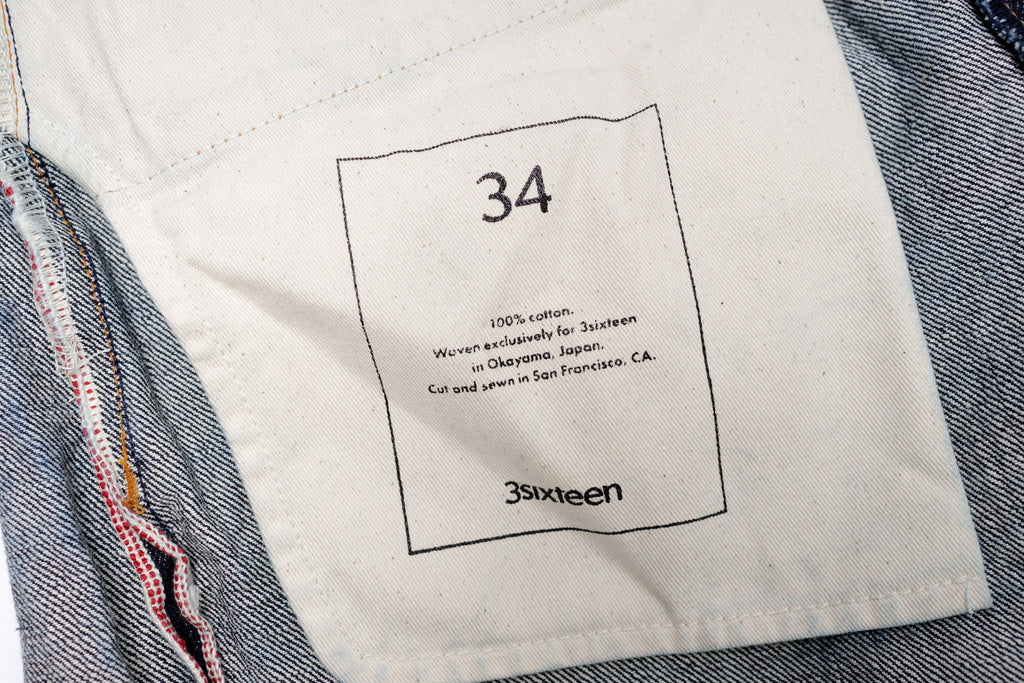 34
100% cotton.
Woven exclusively for 3sixteen
in Okayama, Japan.
Cut and sewn in San Francisco, CA.
3sixteen